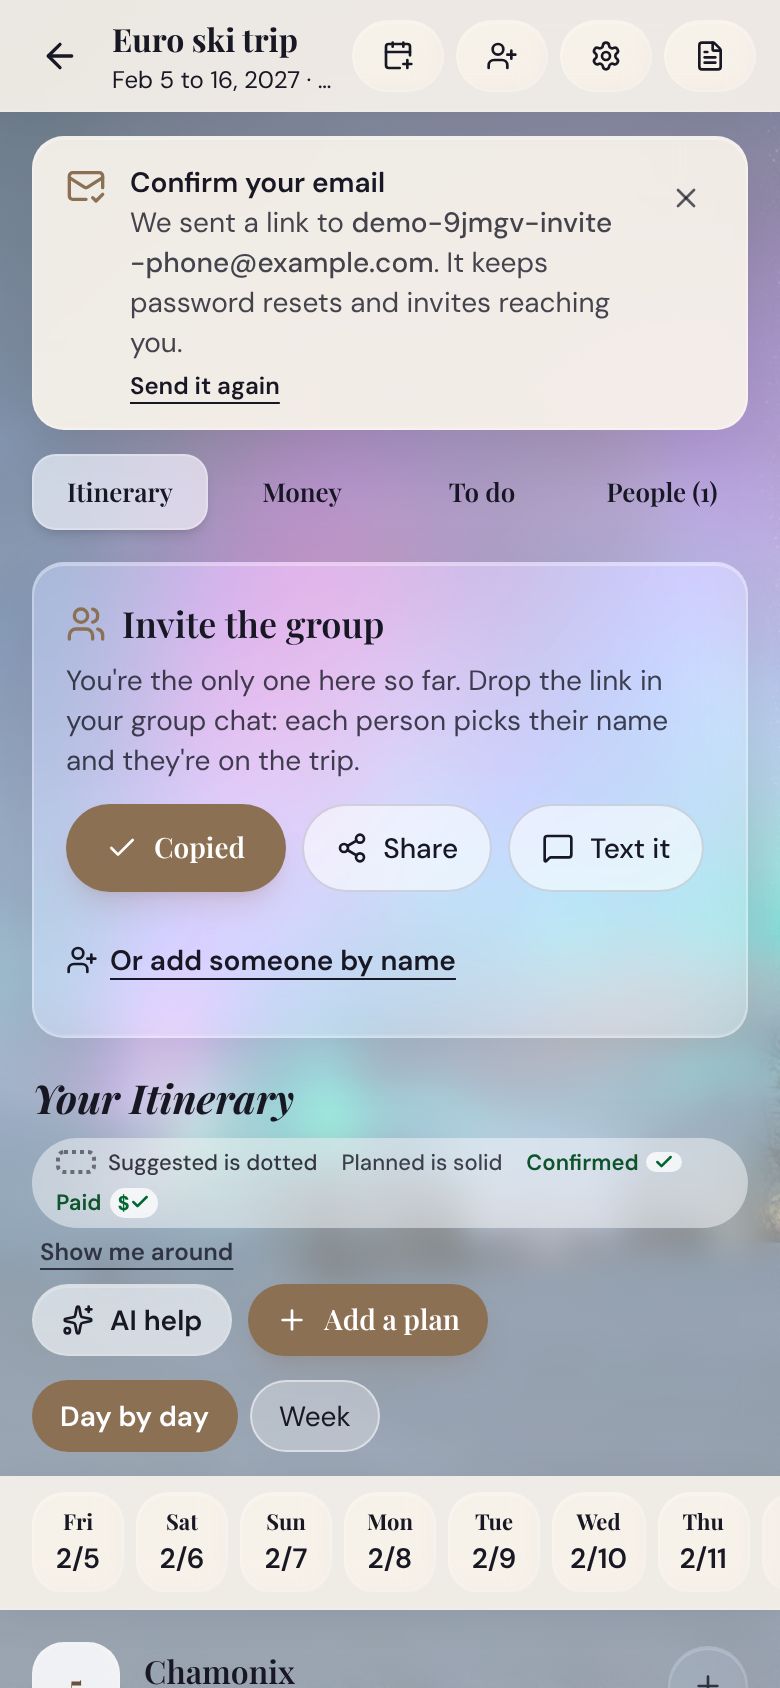 Euro ski trip
Feb 5 to 16, 2027 · ...
Confirm your email
We sent a link to demo-9jmgv-invite
-phone@example.com. It keeps
password resets and invites reaching
you.
Send it again
Itinerary Money To do People (1)
Invite the group
You're the only one here so far. Drop the link in
your group chat: each person picks their name
and they're on the trip.
Copied Share Text it
Or add someone by name
Your Itinerary
Suggested is dotted Planned is solid Confirmed
Paid $
Show me around
AI help Add a plan
Day by day Week
Fri Sat Sun Mon Tue Wed Thu
2/5 2/6 2/7 2/8 2/9 2/10 2/11
Chamonix